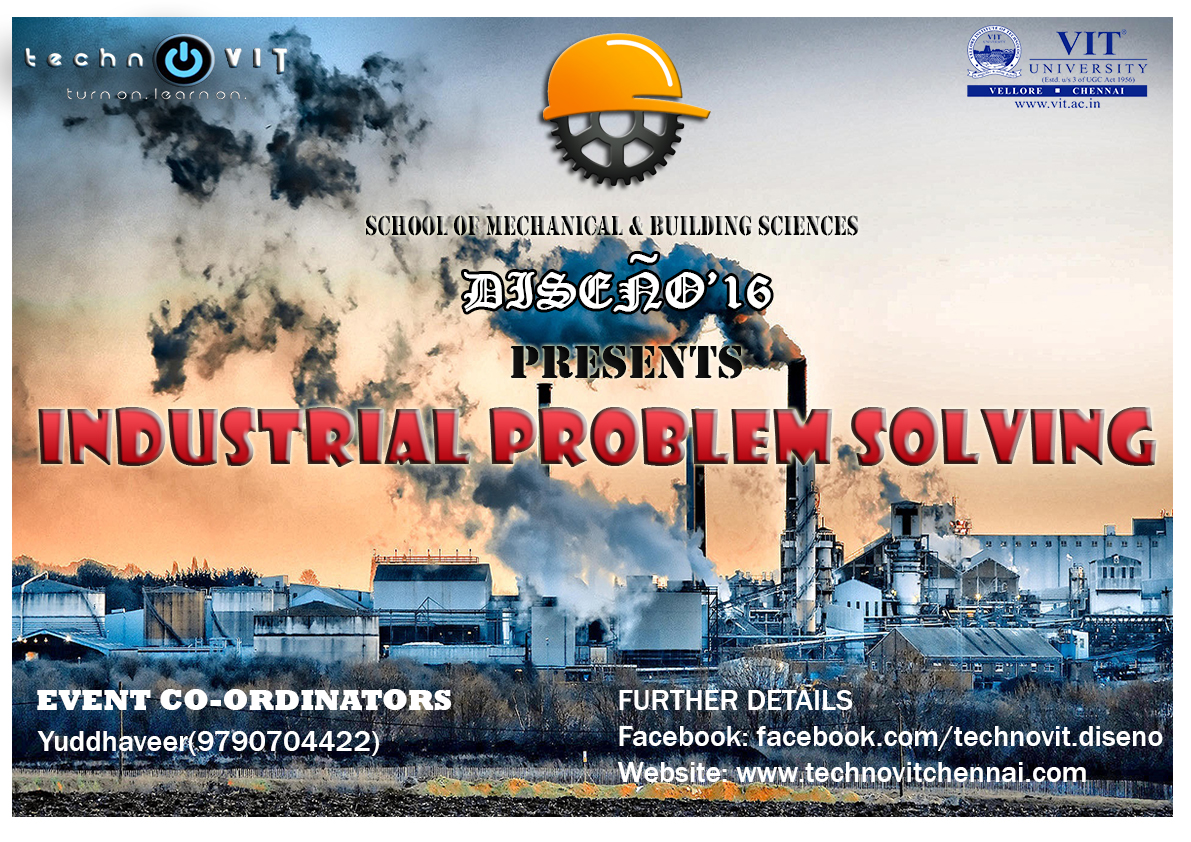 technOVIT
turn on. learn on.
VIT
UNIVERSITY
(Estd. u/s 3 of UGC Act 1956)
VELLORE ■ CHENNAI
www.vit.ac.in
SCHOOL OF MECHANICAL & BUILDING SCIENCES
DISEÑO'16
PRESENTS
INDUSTRIAL PROBLEM SOLVING
EVENT CO-ORDINATORS
Yuddhaveer(9790704422)
FURTHER DETAILS
Facebook: facebook.com/technovit.diseno
Website: www.technovitchennai.com